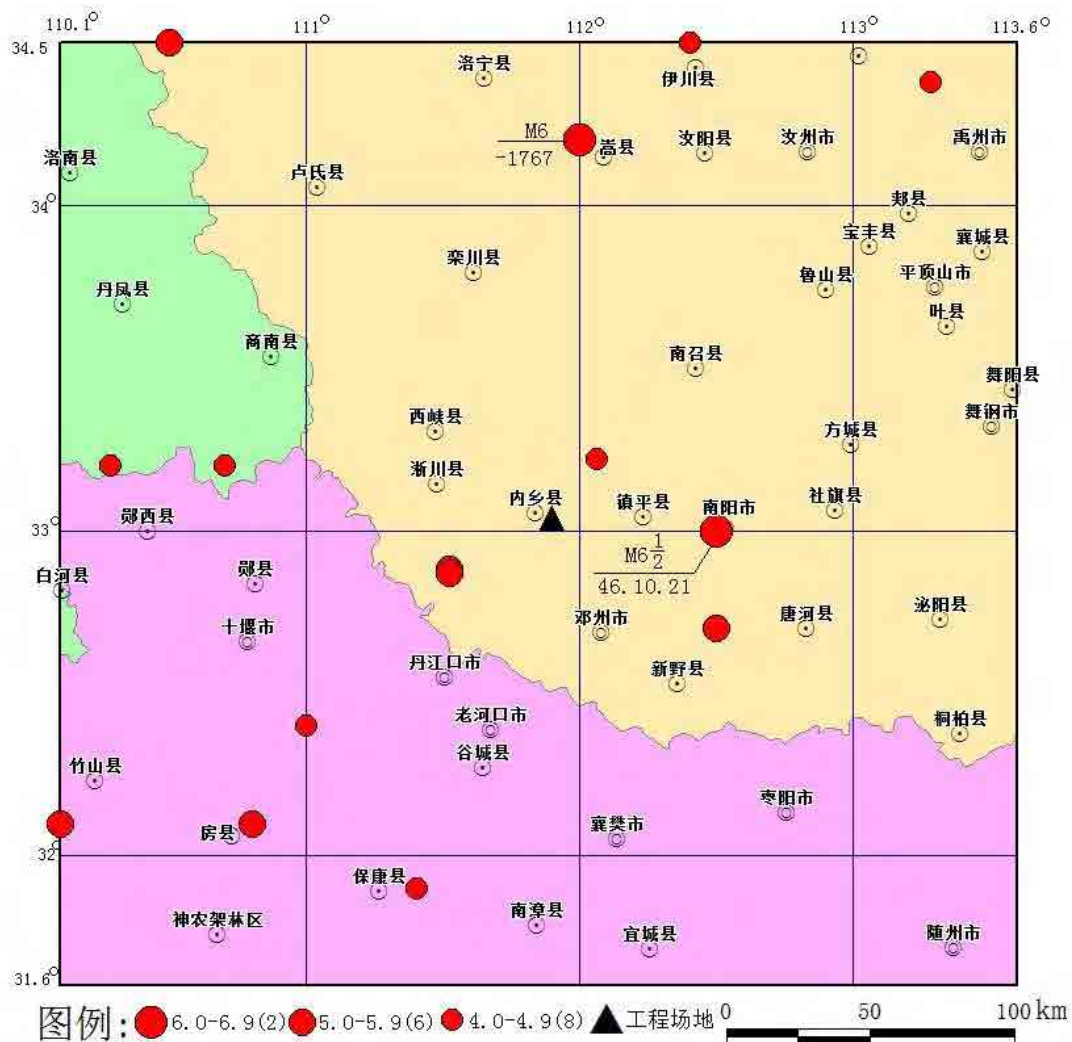 110.1° 111° 112° 113° 113.6°
34.5
洛宁县
伊川县
M6
-1767
嵩县
汝阳县
汝州市
禹州市
洛南县
卢氏县
34°
郏县
宝丰县
襄城县
栾川县
鲁山县
平顶山市
丹凤县
叶县
商南县
南召县
舞阳县
西峡县
方城县
舞钢市
淅川县
内乡县
镇平县
南阳市
社旗县
郧西县
33°
M6 1/2
46.10.21
白河县
郧县
十堰市
邓州市
唐河县
泌阳县
丹江口市
新野县
老河口市
桐柏县
谷城县
竹山县
枣阳市
房县
襄樊市
32°
保康县
神农架林区
南漳县
宜城县
随州市
31.6°
图例: 6.0-6.9(2) 5.0-5.9(6) 4.0-4.9(8) 工程场地
0 50 100 km